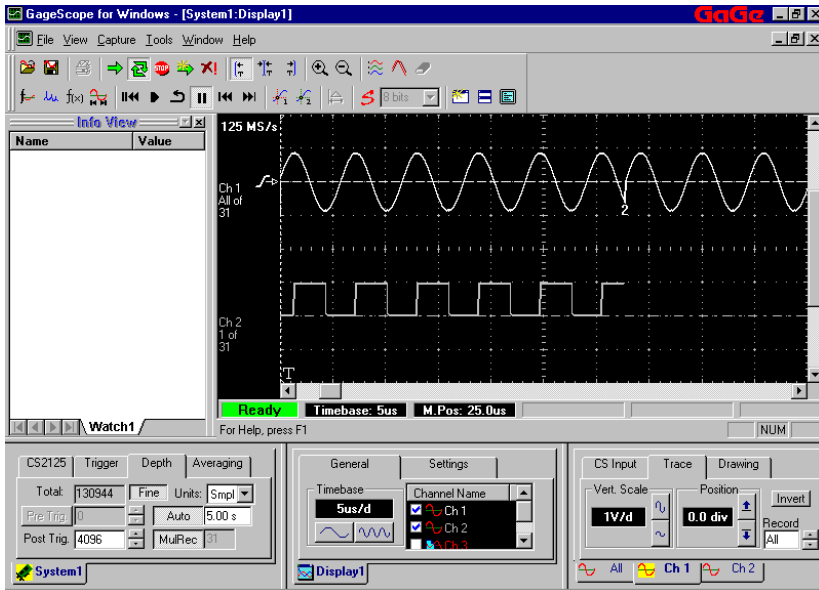 GageScope for Windows - [System1:Display1]
GaGe
File View Capture Tools Window Help
STOP
f(x)
1 1
8 bits
Info View
Name Value
125 MS/s
Ch 1
All of
31
2
Ch 2
1 of
31
T
Ready Timebase: 5us M.Pos: 25.0us
Watch1
For Help, press F1 NUM
CS2125 Trigger Depth Averaging
Total: 130944 Fine Units: Smpl
Pre Trig. 0 Auto 5.00 s
Post Trig. 4096 MulRec 31
System1
General Settings
Timebase
5us/d
Channel Name
Ch 1
Ch 2
Ch 3
Display1
CS Input Trace Drawing
Vert. Scale Position
1V/d 0.0 div
Invert
Record
All
All Ch 1 Ch 2